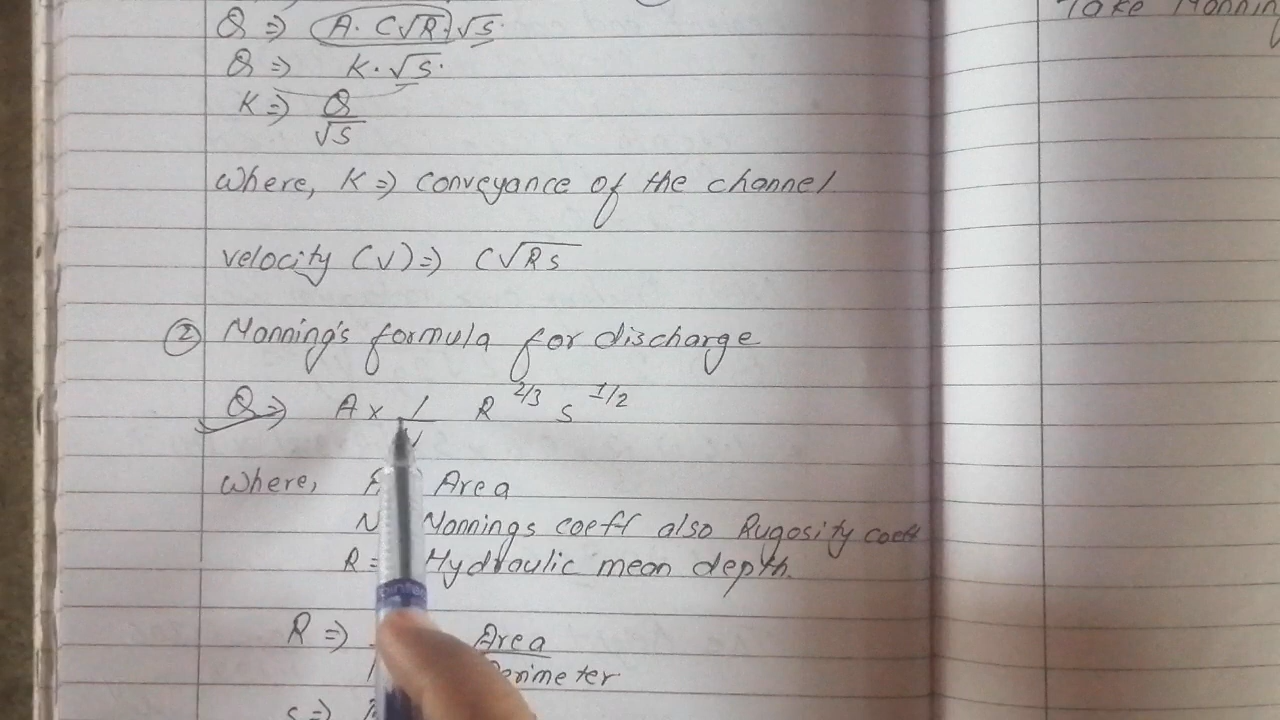 Q => A. C√R.√S.
Q => K.√S.
K => Q/√S
Where, K => Conveyance of the channel
velocity (V) => C√RS
② Manning's formula for discharge
Q => A x 1/N R^2/3 S^1/2
Where, A Area
N Mannings coeff also Rugosity coeff
R = Hydraulic mean depth.
R => Area
Perimeter
S =>
Take Mannin